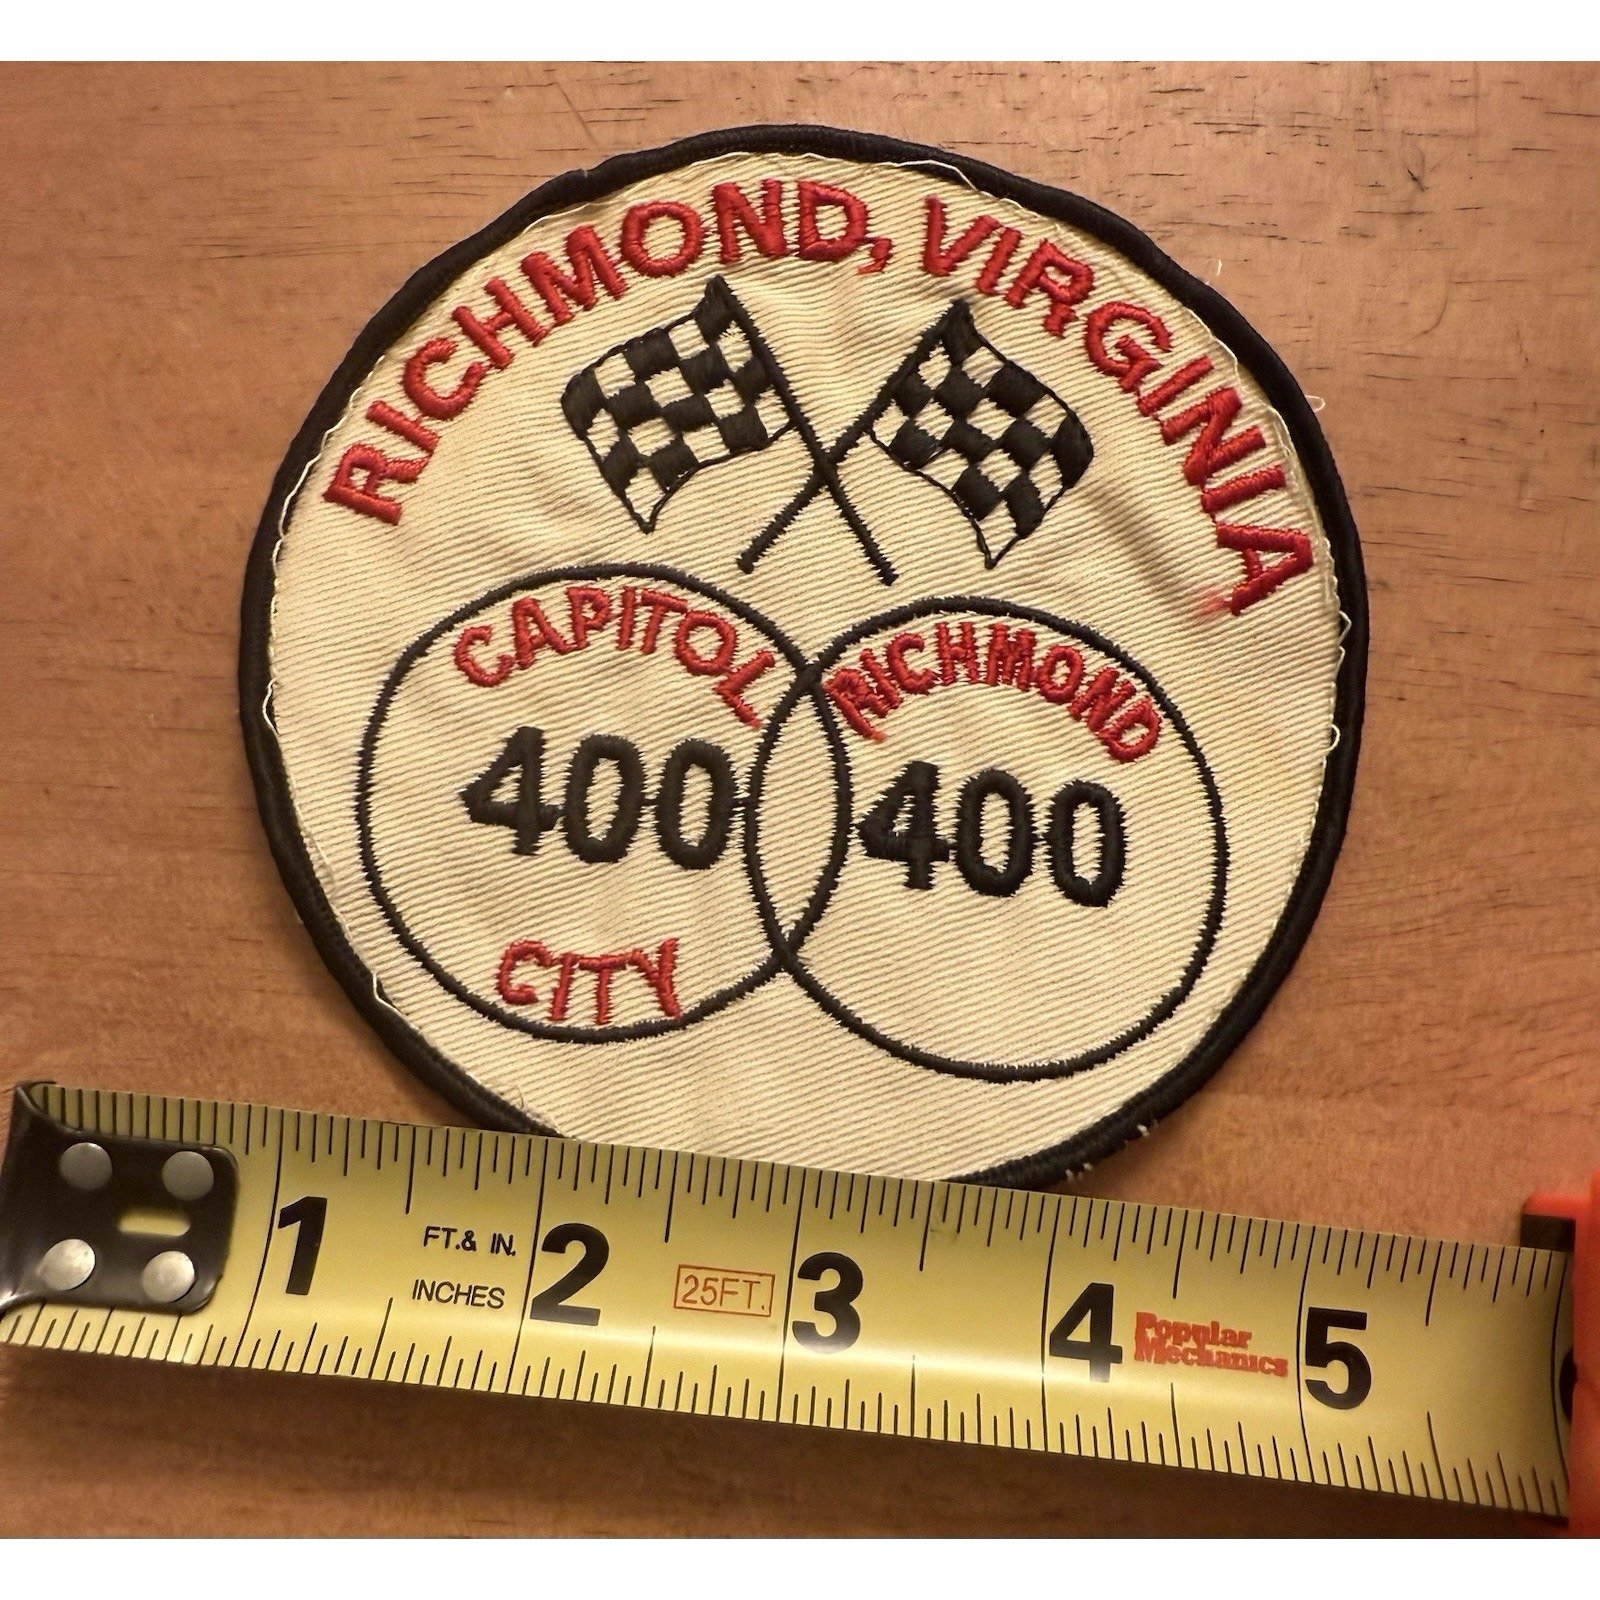 RICHMOND, VIRGINIA
CAPITOL
400
CITY
RICHMOND
400
1 2 3 4 5
FT.& IN.
INCHES
25FT.
Popular
Mechanics